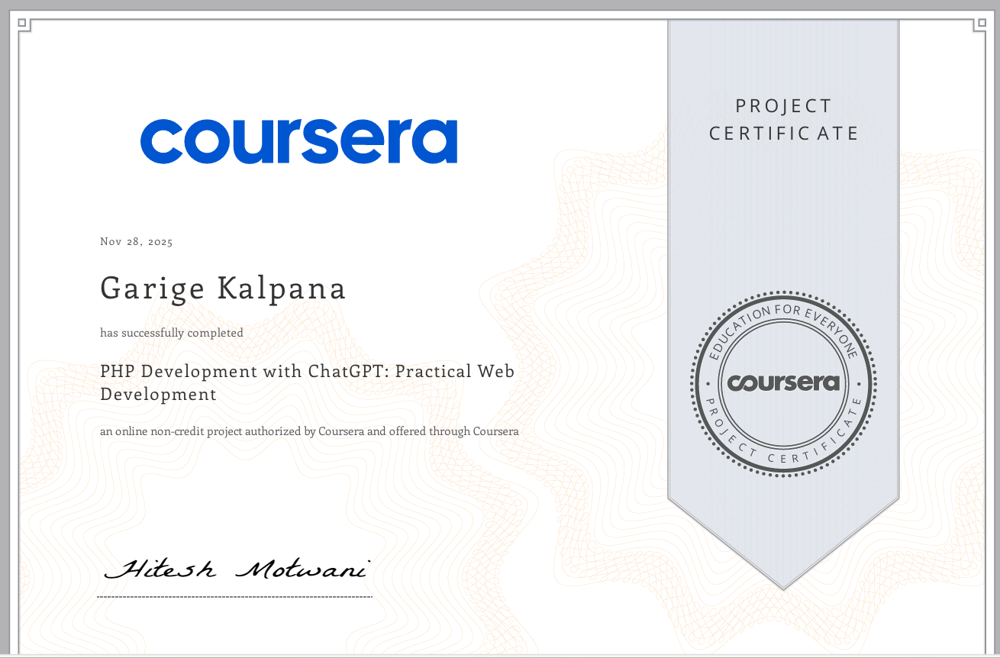 PROJECT
CERTIFICATE
coursera
Nov 28, 2025
Garige Kalpana
has successfully completed
PHP Development with ChatGPT: Practical Web
Development
an online non-credit project authorized by Coursera and offered through Coursera
Hitesh Motwani
EDUCATION FOR EVERYONE
coursera
PROJECT CERTIFICATE